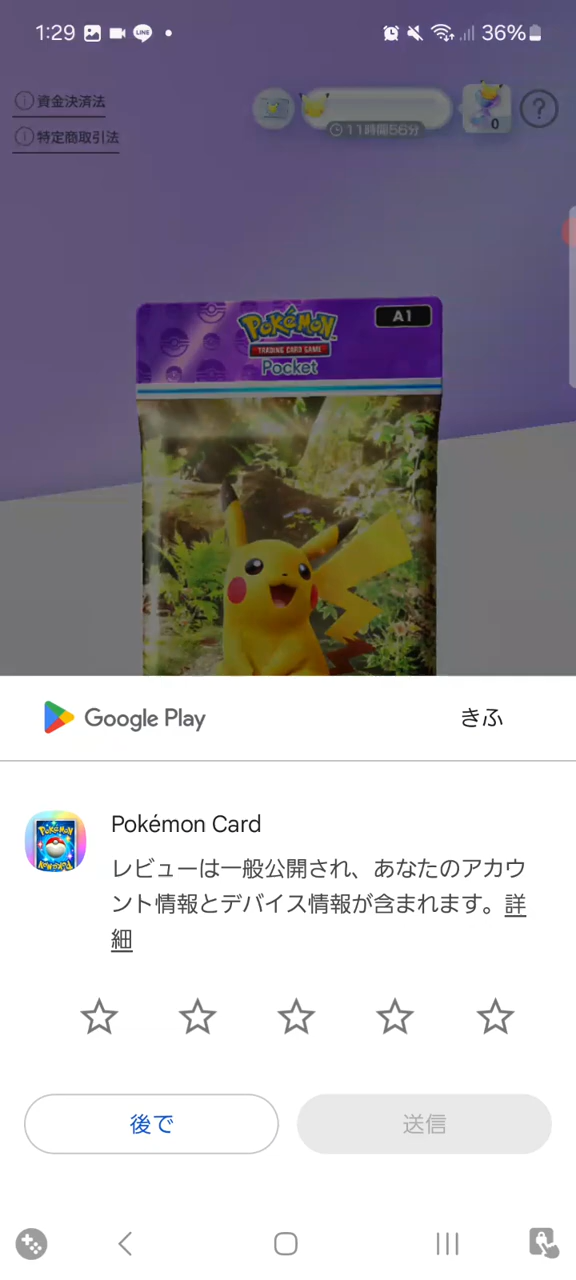 1:29
LINE
36%
資金決済法
特定商取引法
11時間56分
0
?
A1
POKÉMON
TRADING CARD GAME
Pocket
Google Play
きふ
Pokémon Card
レビューは一般公開され、あなたのアカウ
ント情報とデバイス情報が含まれます。詳
細
後で
送信